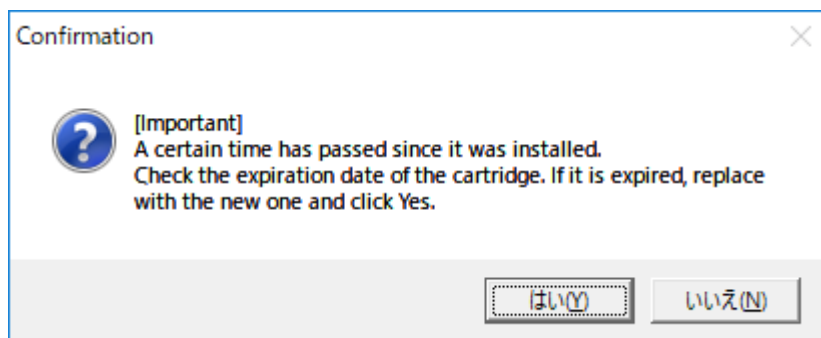 Confirmation
[Important]
A certain time has passed since it was installed.
Check the expiration date of the cartridge. If it is expired, replace
with the new one and click Yes.
はい(Y)
いいえ(N)